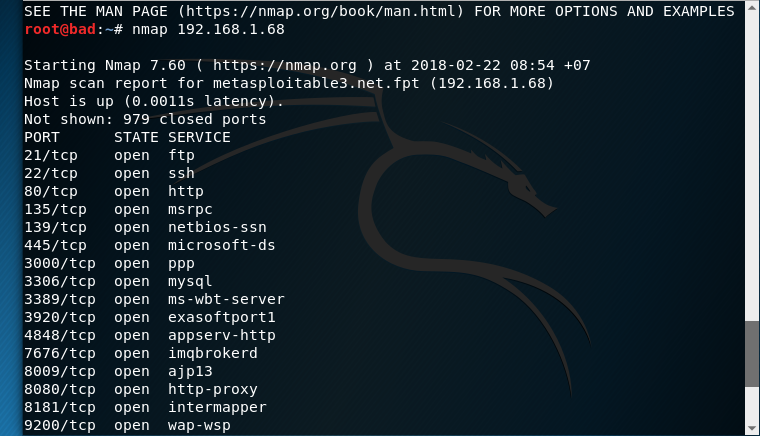 SEE THE MAN PAGE (https://nmap.org/book/man.html) FOR MORE OPTIONS AND EXAMPLES
root@bad:~# nmap 192.168.1.68
Starting Nmap 7.60 ( https://nmap.org ) at 2018-02-22 08:54 +07
Nmap scan report for metasploitable3.net.fpt (192.168.1.68)
Host is up (0.0011s latency).
Not shown: 979 closed ports
PORT     STATE SERVICE
21/tcp   open  ftp
22/tcp   open  ssh
80/tcp   open  http
135/tcp  open  msrpc
139/tcp  open  netbios-ssn
445/tcp  open  microsoft-ds
3000/tcp open  ppp
3306/tcp open  mysql
3389/tcp open  ms-wbt-server
3920/tcp open  exasoftport1
4848/tcp open  appserv-http
7676/tcp open  imqbrokerd
8009/tcp open  ajp13
8080/tcp open  http-proxy
8181/tcp open  intermapper
9200/tcp open  wap-wsp